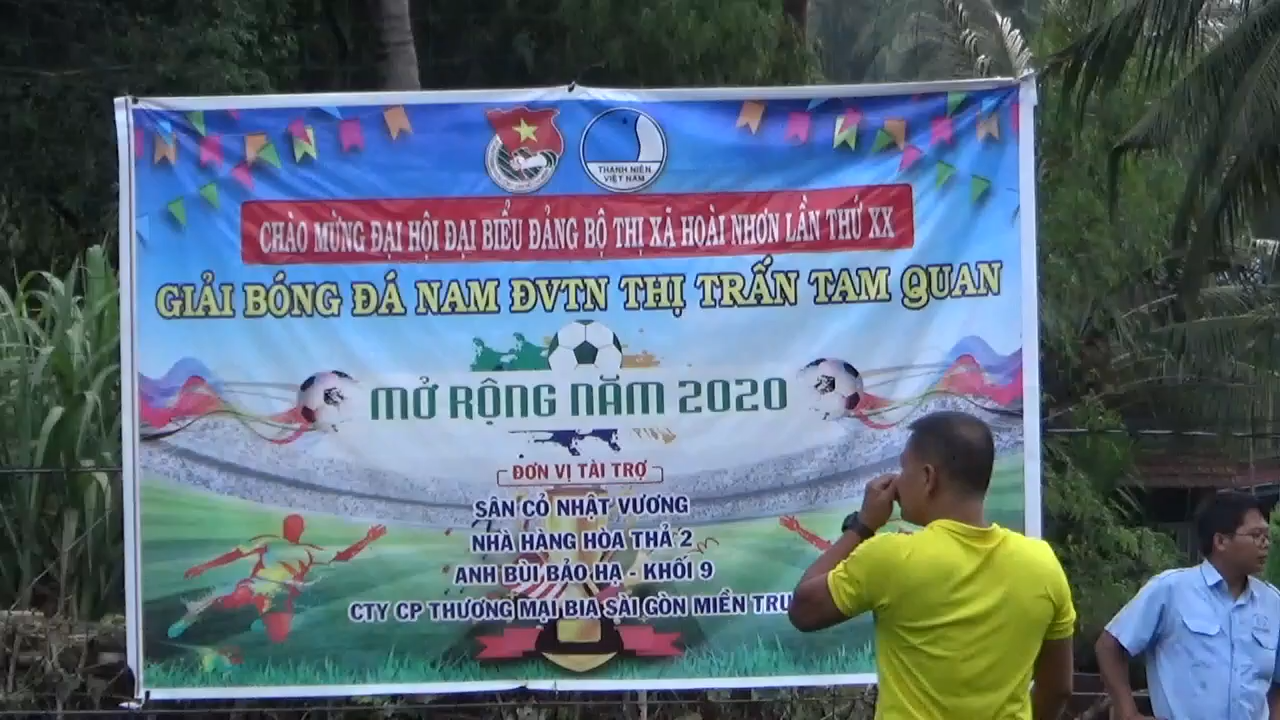 THANH NIÊN
VIỆT NAM
CHÀO MỪNG ĐẠI HỘI ĐẠI BIỂU ĐẢNG BỘ THỊ XÃ HOÀI NHƠN LẦN THỨ XX
GIẢI BÓNG ĐÁ NAM ĐVTN THỊ TRẤN TAM QUAN
MỞ RỘNG NĂM 2020
ĐƠN VỊ TÀI TRỢ
SÂN CỎ NHẬT VƯƠNG
NHÀ HÀNG HÒA THẢ 2
ANH BÙI BẢO HẠ - KHỐI 9
CTY CP THƯƠNG MẠI BIA SÀI GÒN MIỀN TRU